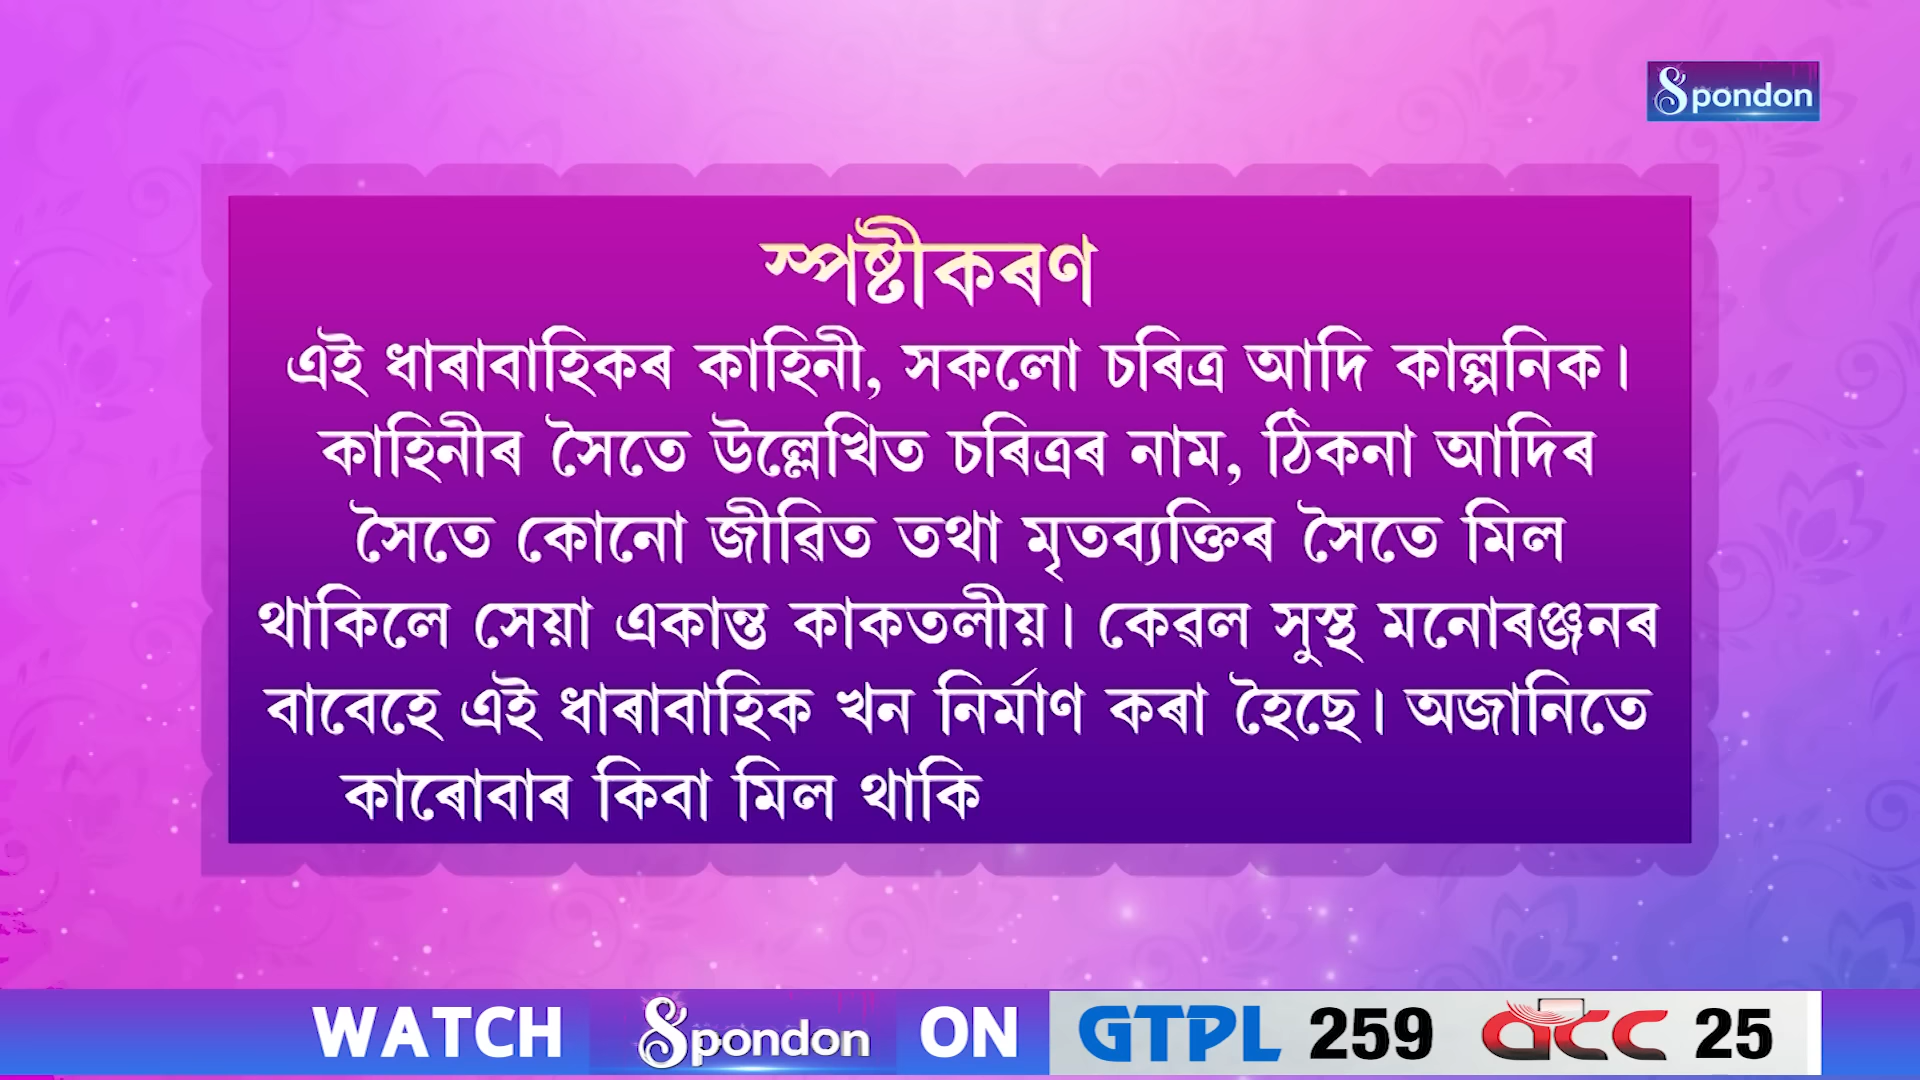 Spondon
স্পষ্টীকৰণ
এই ধাৰাবাহিকৰ কাহিনী, সকলো চৰিত্ৰ আদি কাল্পনিক।
কাহিনীৰ সৈতে উল্লেখিত চৰিত্ৰৰ নাম, ঠিকনা আদিৰ
সৈতে কোনো জীৱিত তথা মৃতব্যক্তিৰ সৈতে মিল
থাকিলে সেয়া একান্ত কাকতলীয়। কেৱল সুস্থ মনোৰঞ্জনৰ
বাবেহে এই ধাৰাবাহিক খন নিৰ্মাণ কৰা হৈছে। অজানিতে
কাৰোবাৰ কিবা মিল থাকি
WATCH Spondon ON GTPL 259 acc 25